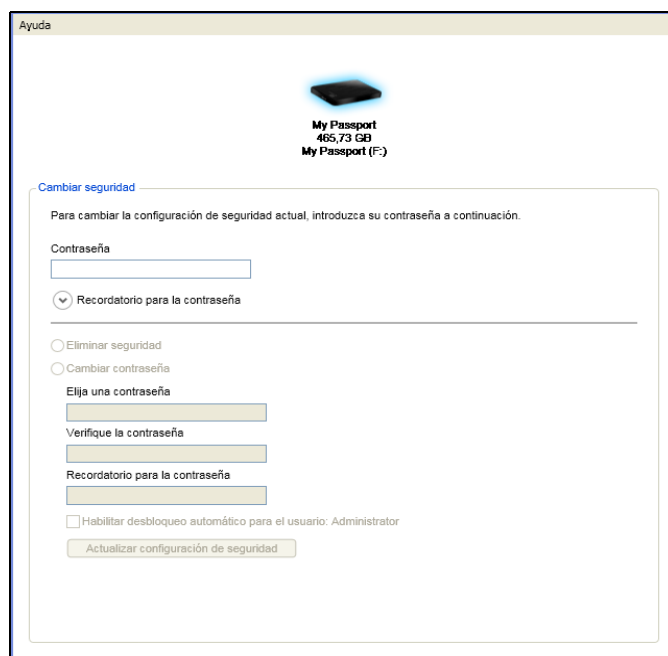 Ayuda
My Passport
465,73 GB
My Passport (F:)
Cambiar seguridad
Para cambiar la configuración de seguridad actual, introduzca su contraseña a continuación.
Contraseña
Recordatorio para la contraseña
Eliminar seguridad
Cambiar contraseña
Elija una contraseña
Verifique la contraseña
Recordatorio para la contraseña
Habilitar desbloqueo automático para el usuario: Administrator
Actualizar configuración de seguridad